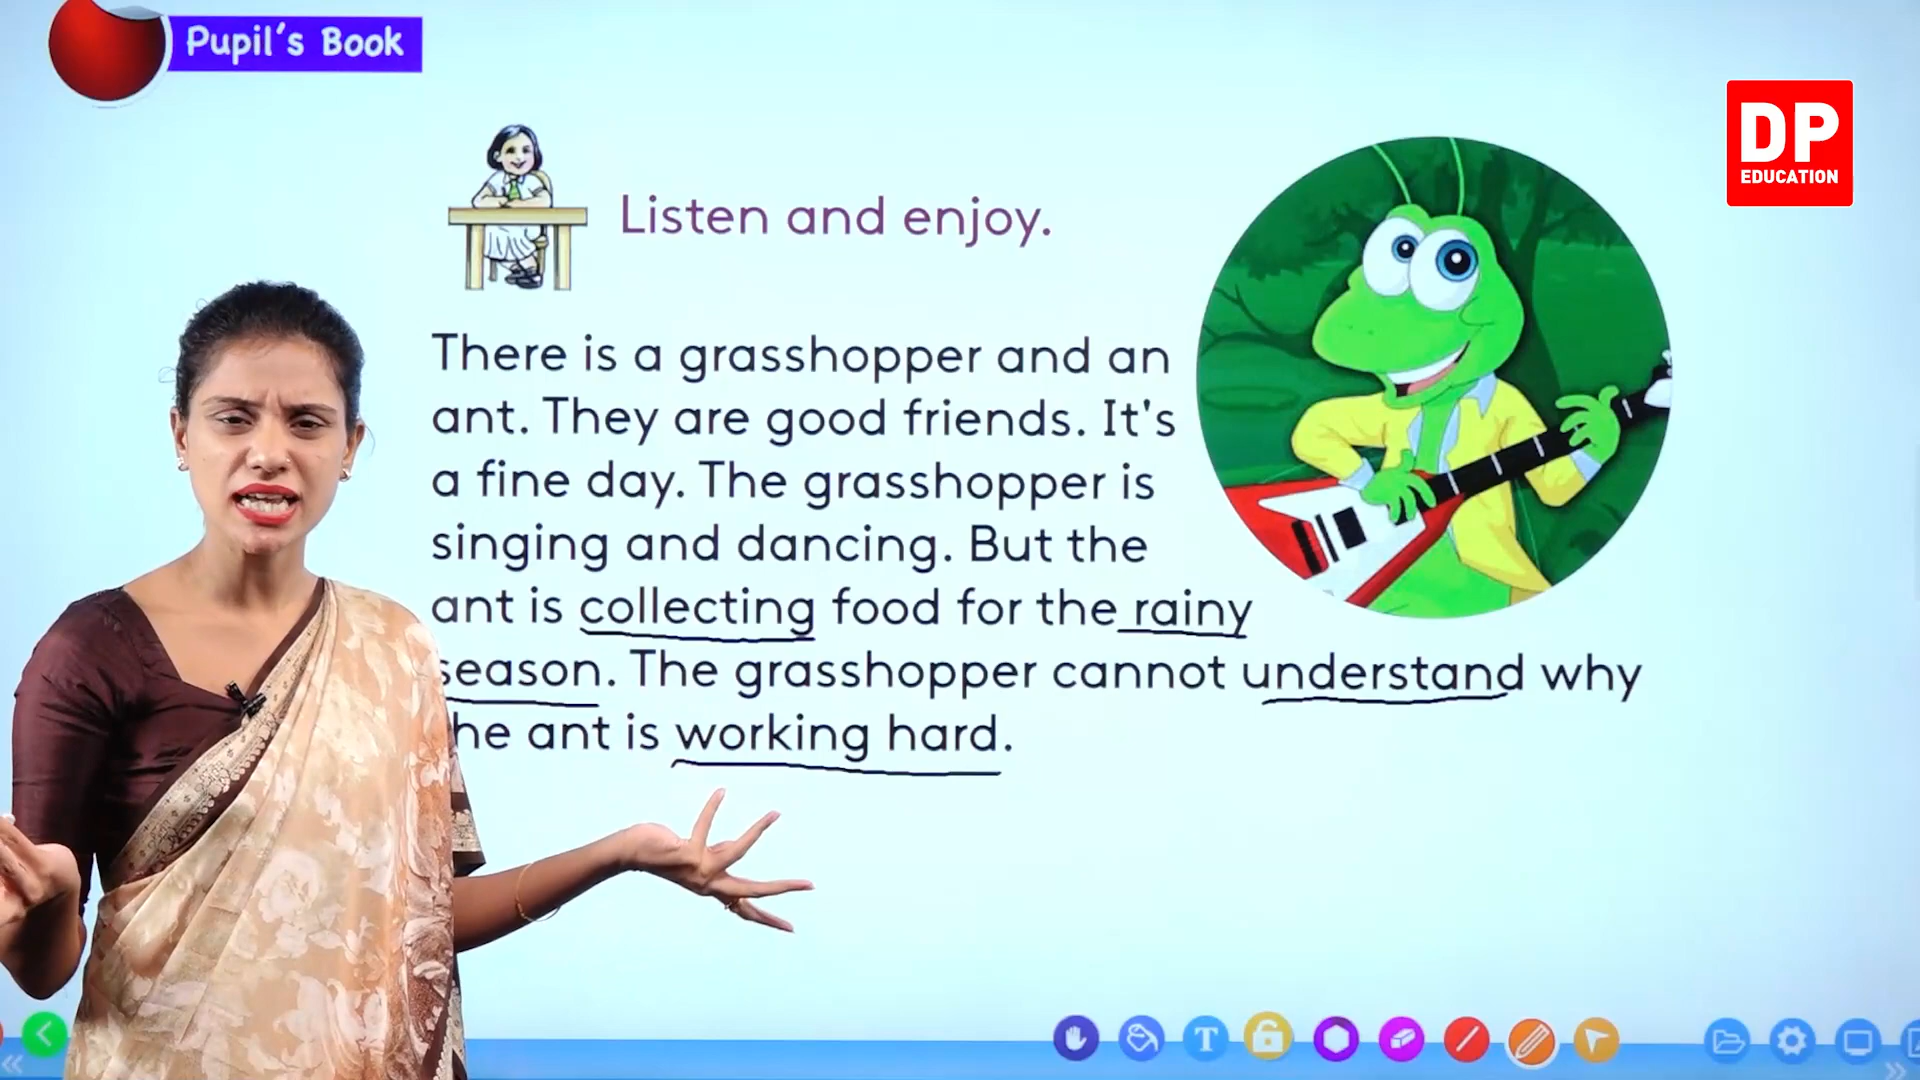 Pupil's Book
DP
EDUCATION
Listen and enjoy.
There is a grasshopper and an
ant. They are good friends. It's
a fine day. The grasshopper is
singing and dancing. But the
ant is collecting food for the rainy
season. The grasshopper cannot understand why
the ant is working hard.
T